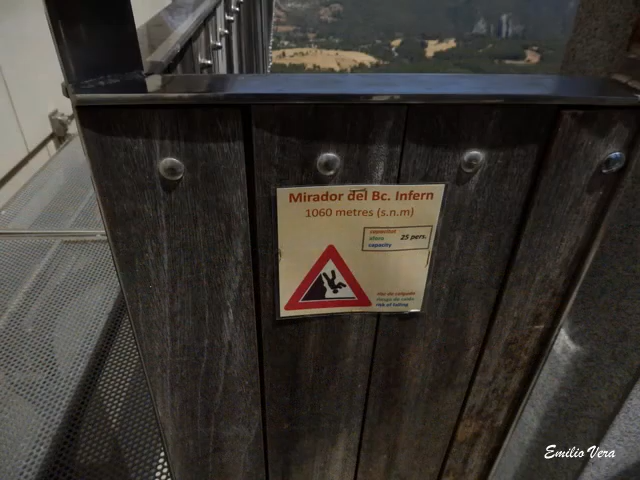 Mirador del Bc. Infern
1060 metres (s.n.m)
capacitat
aforo
capacity
25 pers.
risc de caiguda
riesgo de caída
risk of falling
Emilio Vera